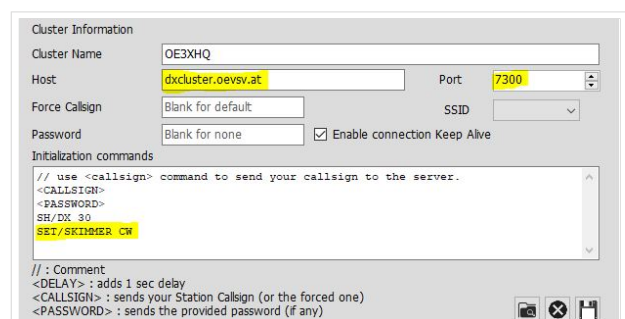 Cluster Information
Cluster Name OE3XHQ
Host dxcluster.oevsv.at Port 7300
Force Callsign Blank for default SSID
Password Blank for none Enable connection Keep Alive
Initialization commands
// use <callsign> command to send your callsign to the server.
<CALLSIGN>
<PASSWORD>
SH/DX 30
SET/SKIMMER CW
// : Comment
<DELAY> : adds 1 sec delay
<CALLSIGN> : sends your Station Callsign (or the forced one)
<PASSWORD> : sends the provided password (if any)